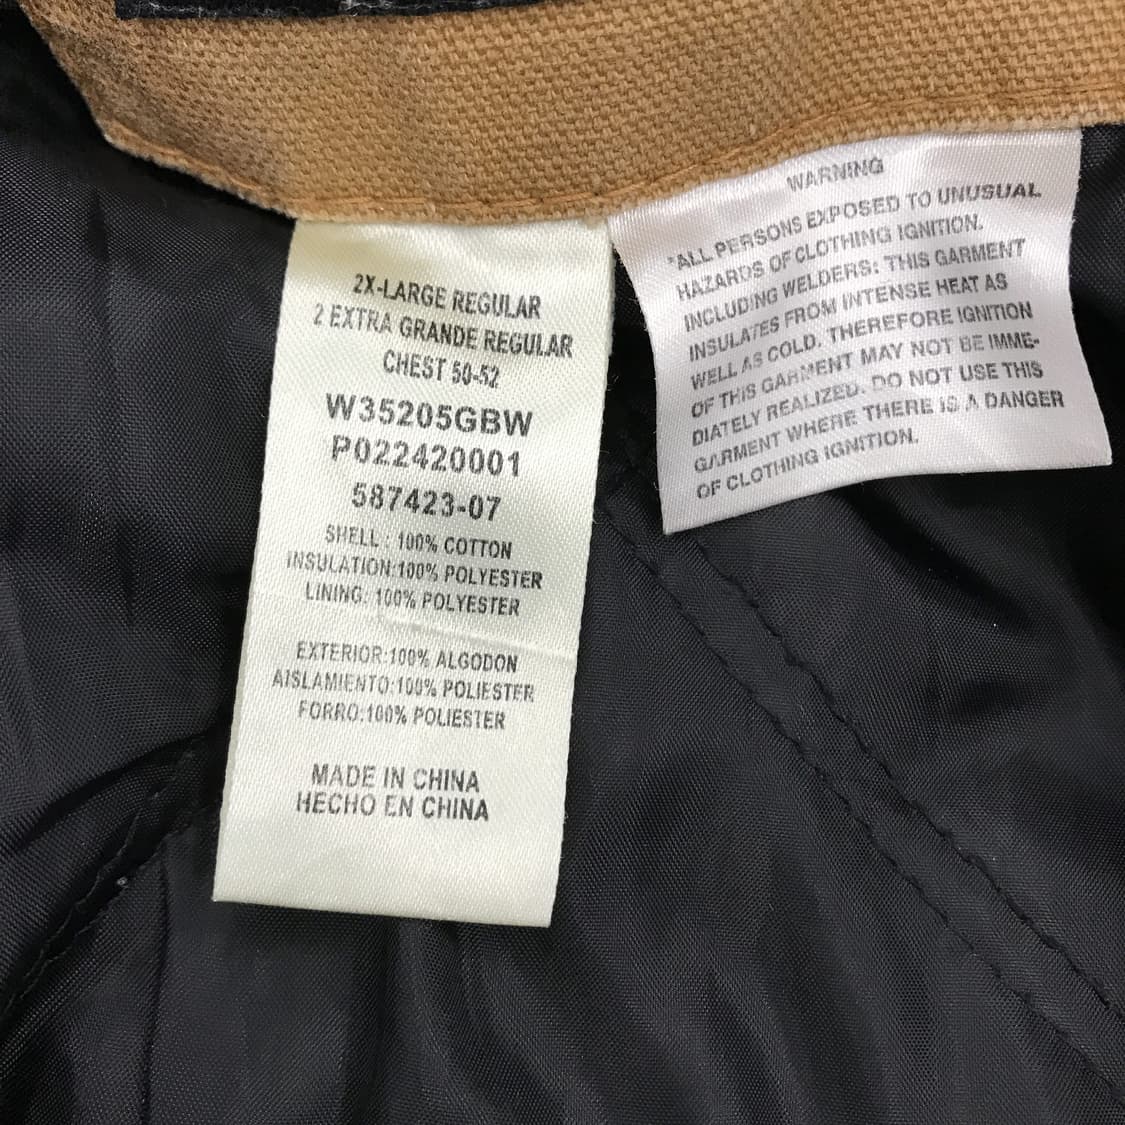 2X-LARGE REGULAR
2 EXTRA GRANDE REGULAR
CHEST 50-52
W35205GBW
P022420001
587423-07
SHELL : 100% COTTON
INSULATION:100% POLYESTER
LINING: 100% POLYESTER
EXTERIOR:100% ALGODON
AISLAMIENTO:100% POLIESTER
FORRO:100% POLIESTER
MADE IN CHINA
HECHO EN CHINA
WARNING
*ALL PERSONS EXPOSED TO UNUSUAL
HAZARDS OF CLOTHING IGNITION.
INCLUDING WELDERS: THIS GARMENT
INSULATES FROM INTENSE HEAT AS
WELL AS COLD. THEREFORE IGNITION
OF THIS GARMENT MAY NOT BE IMME-
DIATELY REALIZED. DO NOT USE THIS
GARMENT WHERE THERE IS A DANGER
OF CLOTHING IGNITION.